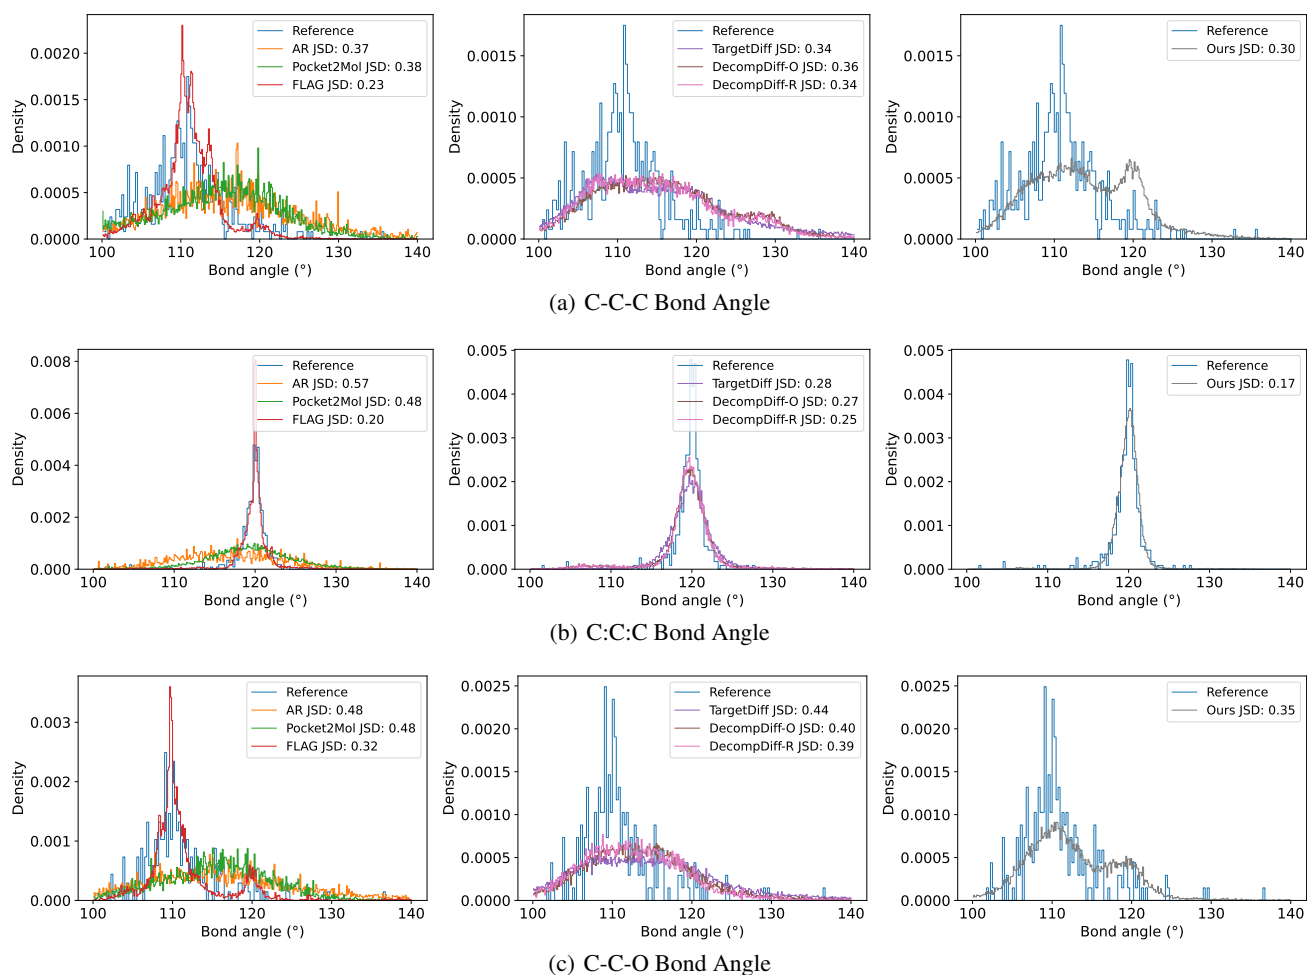 Density
0.0020
0.0015
0.0010
0.0005
0.0000
100 110 120 130 140
Bond angle (°)
Reference
AR JSD: 0.37
Pocket2Mol JSD: 0.38
FLAG JSD: 0.23
Density
0.0015
0.0010
0.0005
0.0000
100 110 120 130 140
Bond angle (°)
Reference
TargetDiff JSD: 0.34
DecompDiff-O JSD: 0.36
DecompDiff-R JSD: 0.34
Density
0.0015
0.0010
0.0005
0.0000
100 110 120 130 140
Bond angle (°)
Reference
Ours JSD: 0.30
(a) C-C-C Bond Angle
Density
0.008
0.006
0.004
0.002
0.000
100 110 120 130 140
Bond angle (°)
Reference
AR JSD: 0.57
Pocket2Mol JSD: 0.48
FLAG JSD: 0.20
Density
0.005
0.004
0.003
0.002
0.001
0.000
100 110 120 130 140
Bond angle (°)
Reference
TargetDiff JSD: 0.28
DecompDiff-O JSD: 0.27
DecompDiff-R JSD: 0.25
Density
0.005
0.004
0.003
0.002
0.001
0.000
100 110 120 130 140
Bond angle (°)
Reference
Ours JSD: 0.17
(b) C:C:C Bond Angle
Density
0.003
0.002
0.001
0.000
100 110 120 130 140
Bond angle (°)
Reference
AR JSD: 0.48
Pocket2Mol JSD: 0.48
FLAG JSD: 0.32
Density
0.0025
0.0020
0.0015
0.0010
0.0005
0.0000
100 110 120 130 140
Bond angle (°)
Reference
TargetDiff JSD: 0.44
DecompDiff-O JSD: 0.40
DecompDiff-R JSD: 0.39
Density
0.0025
0.0020
0.0015
0.0010
0.0005
0.0000
100 110 120 130 140
Bond angle (°)
Reference
Ours JSD: 0.35
(c) C-C-O Bond Angle